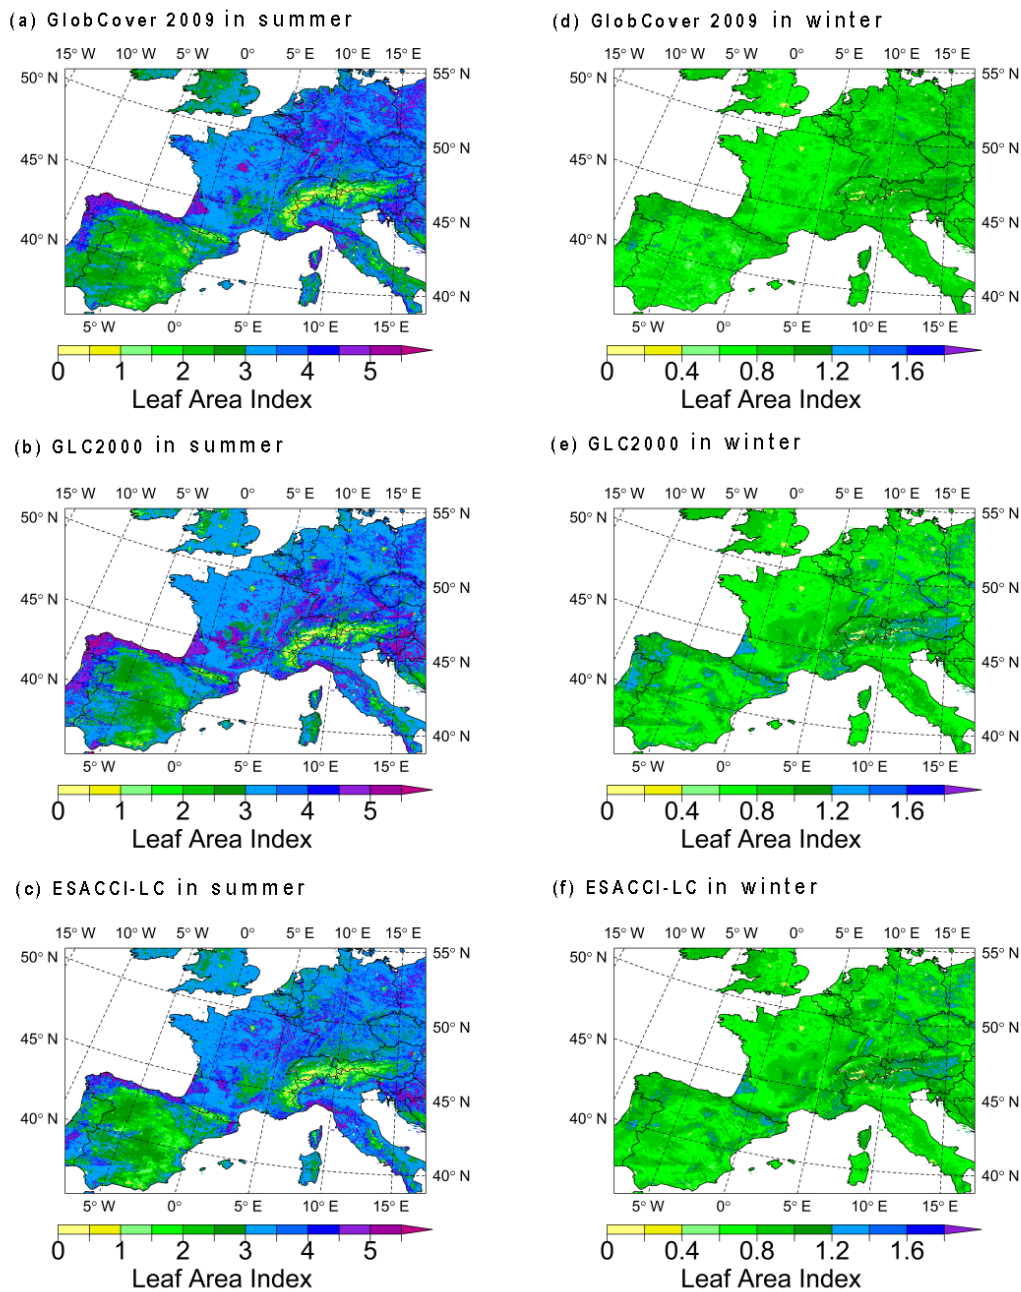 (a) GlobCover 2009 in summer
15° W 10° W 5° W 0° 5° E 10° E 15° E
50° N
45° N
40° N
55° N
50° N
45° N
40° N
5° W 0° 5° E 10° E 15° E
0 1 2 3 4 5
Leaf Area Index
(d) GlobCover 2009 in winter
15° W 10° W 5° W 0° 5° E 10° E 15° E
50° N
45° N
40° N
55° N
50° N
45° N
40° N
5° W 0° 5° E 10° E 15° E
0 0.4 0.8 1.2 1.6
Leaf Area Index
(b) GLC2000 in summer
15° W 10° W 5° W 0° 5° E 10° E 15° E
50° N
45° N
40° N
55° N
50° N
45° N
40° N
5° W 0° 5° E 10° E 15° E
0 1 2 3 4 5
Leaf Area Index
(e) GLC2000 in winter
15° W 10° W 5° W 0° 5° E 10° E 15° E
50° N
45° N
40° N
55° N
50° N
45° N
40° N
5° W 0° 5° E 10° E 15° E
0 0.4 0.8 1.2 1.6
Leaf Area Index
(c) ESACCI-LC in summer
15° W 10° W 5° W 0° 5° E 10° E 15° E
50° N
45° N
40° N
55° N
50° N
45° N
40° N
5° W 0° 5° E 10° E 15° E
0 1 2 3 4 5
Leaf Area Index
(f) ESACCI-LC in winter
15° W 10° W 5° W 0° 5° E 10° E 15° E
50° N
45° N
40° N
55° N
50° N
45° N
40° N
5° W 0° 5° E 10° E 15° E
0 0.4 0.8 1.2 1.6
Leaf Area Index